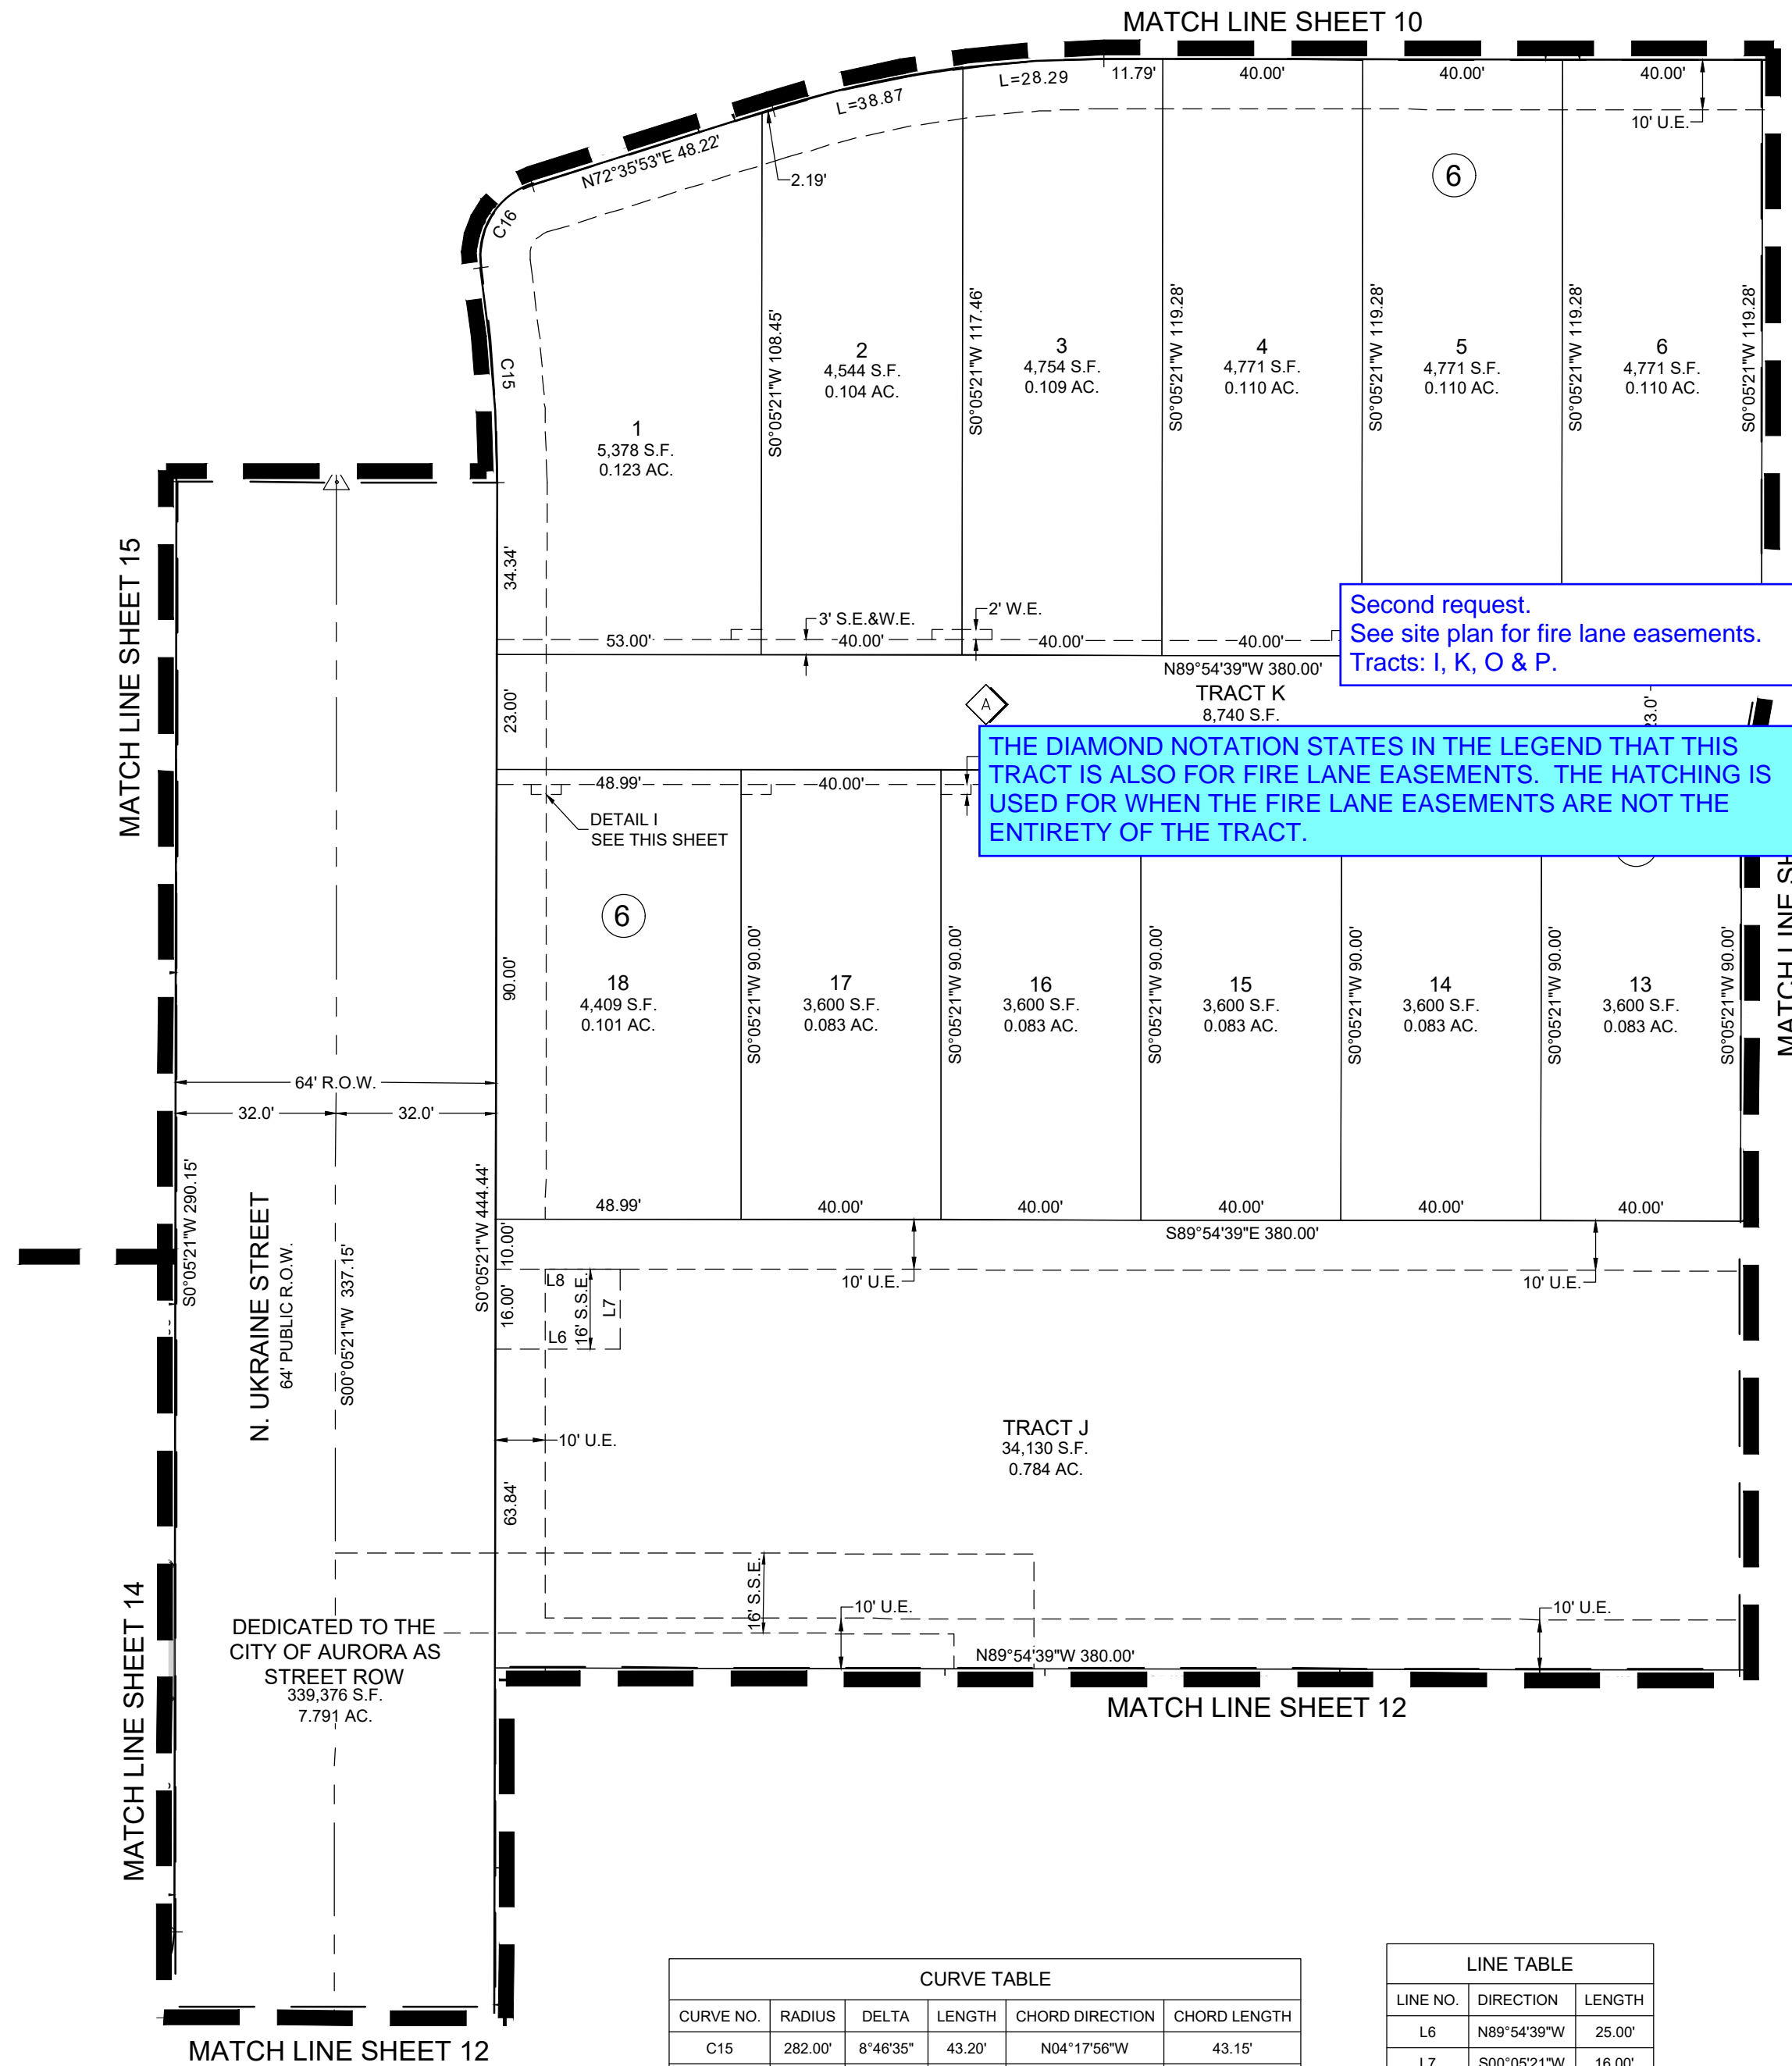 MATCH LINE SHEET 10
L=28.29
11.79'
40.00'
40.00'
40.00'
L=38.87
10' U.E.
N72°35'53"E 48.22'
2.19'
6
C16
C15
S0°05'21"W 108.45'
S0°05'21"W 117.46'
S0°05'21"W 119.28'
S0°05'21"W 119.28'
S0°05'21"W 119.28'
S0°05'21"W 119.28'
1
5,378 S.F.
0.123 AC.
2
4,544 S.F.
0.104 AC.
3
4,754 S.F.
0.109 AC.
4
4,771 S.F.
0.110 AC.
5
4,771 S.F.
0.110 AC.
6
4,771 S.F.
0.110 AC.
MATCH LINE SHEET 15
34.34'
3' S.E.&W.E.
2' W.E.
53.00'
40.00'
40.00'
40.00'
Second request.
See site plan for fire lane easements.
Tracts: I, K, O & P.
N89°54'39"W 380.00'
TRACT K
8,740 S.F.
A
23.00'
23.0'
THE DIAMOND NOTATION STATES IN THE LEGEND THAT THIS
TRACT IS ALSO FOR FIRE LANE EASEMENTS. THE HATCHING IS
USED FOR WHEN THE FIRE LANE EASEMENTS ARE NOT THE
ENTIRETY OF THE TRACT.
48.99'
40.00'
DETAIL I
SEE THIS SHEET
6
90.00'
MATCH LINE
18
4,409 S.F.
0.101 AC.
S0°05'21"W 90.00'
17
3,600 S.F.
0.083 AC.
S0°05'21"W 90.00'
16
3,600 S.F.
0.083 AC.
S0°05'21"W 90.00'
15
3,600 S.F.
0.083 AC.
S0°05'21"W 90.00'
14
3,600 S.F.
0.083 AC.
S0°05'21"W 90.00'
13
3,600 S.F.
0.083 AC.
S0°05'21"W 90.00'
64' R.O.W.
32.0'
32.0'
48.99'
40.00'
40.00'
40.00'
40.00'
40.00'
S89°54'39"E 380.00'
S0°05'21"W 290.15'
N. UKRAINE STREET
64' PUBLIC R.O.W.
S00°05'21"W 337.15'
S0°05'21"W 444.44'
10.00'
16.00'
L8
L6
16' S.S.E.
L7
10' U.E.
10' U.E.
10' U.E.
TRACT J
34,130 S.F.
0.784 AC.
63.84'
16' S.S.E.
10' U.E.
10' U.E.
N89°54'39"W 380.00'
MATCH LINE SHEET 12
MATCH LINE SHEET 14
DEDICATED TO THE
CITY OF AURORA AS
STREET ROW
339,376 S.F.
7.791 AC.
MATCH LINE SHEET 12
CURVE TABLE
CURVE NO. RADIUS DELTA LENGTH CHORD DIRECTION CHORD LENGTH
C15 282.00' 8°46'35" 43.20' N04°17'56"W 43.15'
LINE TABLE
LINE NO. DIRECTION LENGTH
L6 N89°54'39"W 25.00'
L7 S00°05'21"W 16.00'